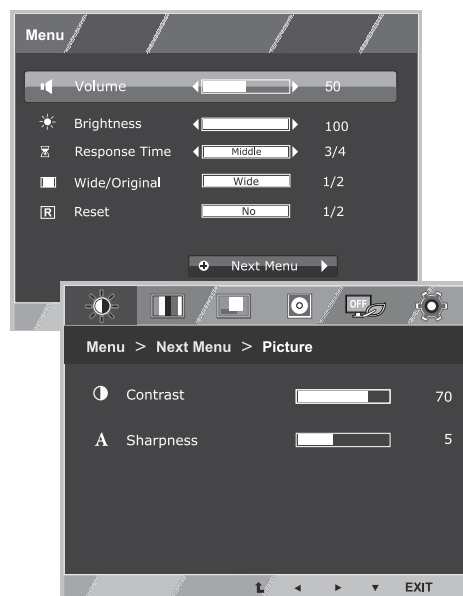 Menu
Volume 50
Brightness 100
Response Time Middle 3/4
Wide/Original Wide 1/2
R Reset No 1/2
Next Menu
OFF
Menu > Next Menu > Picture
Contrast 70
A Sharpness 5
EXIT